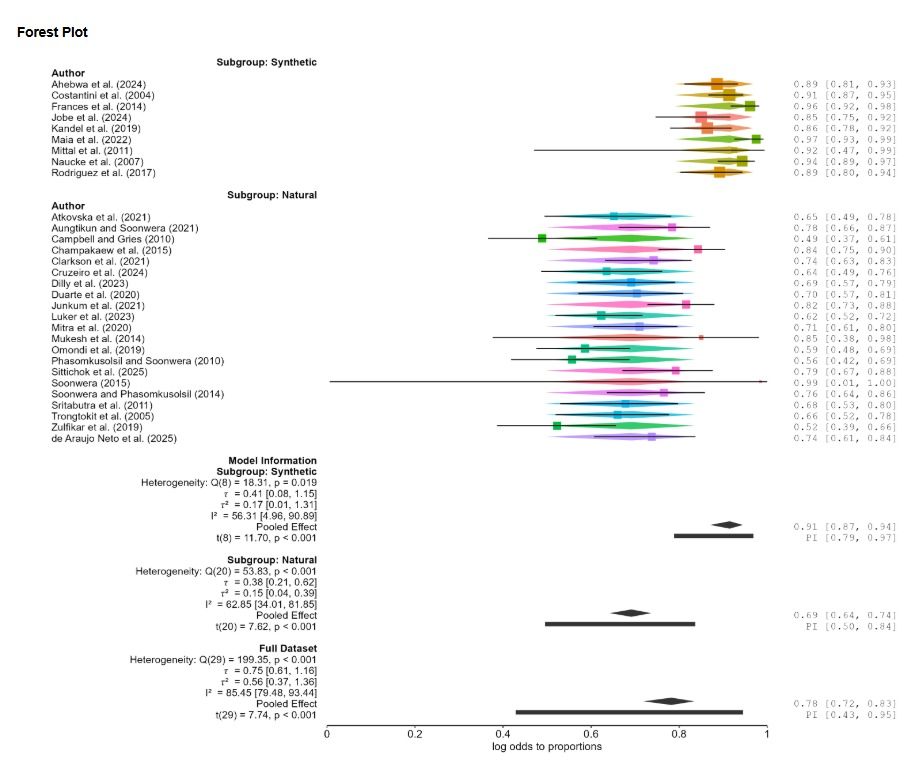 Forest Plot
Subgroup: Synthetic
Author
Ahebwa et al. (2024) 0.89 [0.81, 0.93]
Costantini et al. (2004) 0.91 [0.87, 0.95]
Frances et al. (2014) 0.96 [0.92, 0.98]
Jobe et al. (2024) 0.85 [0.75, 0.92]
Kandel et al. (2019) 0.86 [0.78, 0.92]
Maia et al. (2022) 0.97 [0.93, 0.99]
Mittal et al. (2011) 0.92 [0.47, 0.99]
Naucke et al. (2007) 0.94 [0.89, 0.97]
Rodriguez et al. (2017) 0.89 [0.80, 0.94]
Subgroup: Natural
Author
Atkovska et al. (2021) 0.65 [0.49, 0.78]
Aungtikun and Soonwera (2021) 0.78 [0.66, 0.87]
Campbell and Gries (2010) 0.49 [0.37, 0.61]
Champakaew et al. (2015) 0.84 [0.75, 0.90]
Clarkson et al. (2021) 0.74 [0.63, 0.83]
Cruzeiro et al. (2024) 0.64 [0.49, 0.76]
Dilly et al. (2023) 0.69 [0.57, 0.79]
Duarte et al. (2020) 0.70 [0.57, 0.81]
Junkum et al. (2021) 0.82 [0.73, 0.88]
Luker et al. (2023) 0.62 [0.52, 0.72]
Mitra et al. (2020) 0.71 [0.61, 0.80]
Mukesh et al. (2014) 0.85 [0.38, 0.98]
Omondi et al. (2019) 0.59 [0.48, 0.69]
Phasomkusolsil and Soonwera (2010) 0.56 [0.42, 0.69]
Sittichok et al. (2025) 0.79 [0.67, 0.88]
Soonwera (2015) 0.99 [0.01, 1.00]
Soonwera and Phasomkusolsil (2014) 0.76 [0.64, 0.86]
Sritabutra et al. (2011) 0.68 [0.53, 0.80]
Trongtokit et al. (2005) 0.66 [0.52, 0.78]
Zulfikar et al. (2019) 0.52 [0.39, 0.66]
de Araujo Neto et al. (2025) 0.74 [0.61, 0.84]
Model Information
Subgroup: Synthetic
Heterogeneity: Q(8) = 18.31, p = 0.019
τ = 0.41 [0.08, 1.15]
τ² = 0.17 [0.01, 1.31]
I² = 56.31 [4.96, 90.89]
Pooled Effect 0.91 [0.87, 0.94]
t(8) = 11.70, p < 0.001 PI [0.79, 0.97]
Subgroup: Natural
Heterogeneity: Q(20) = 53.83, p < 0.001
τ = 0.38 [0.21, 0.62]
τ² = 0.15 [0.04, 0.39]
I² = 62.85 [34.01, 81.85]
Pooled Effect 0.69 [0.64, 0.74]
t(20) = 7.62, p < 0.001 PI [0.50, 0.84]
Full Dataset
Heterogeneity: Q(29) = 199.35, p < 0.001
τ = 0.75 [0.61, 1.16]
τ² = 0.56 [0.37, 1.36]
I² = 85.45 [79.48, 93.44]
Pooled Effect 0.78 [0.72, 0.83]
t(29) = 7.74, p < 0.001 PI [0.43, 0.95]
0 0.2 0.4 0.6 0.8 1
log odds to proportions